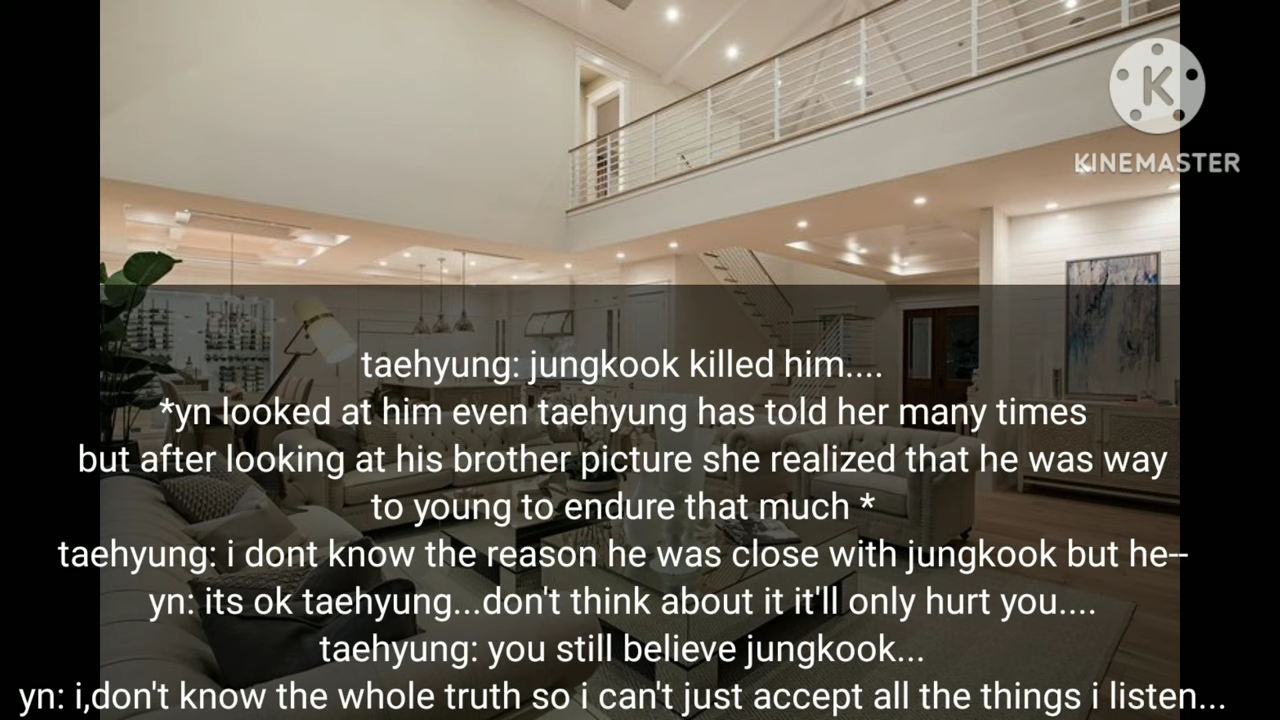 K
KINEMASTER
taehyung: jungkook killed him....
*yn looked at him even taehyung has told her many times
but after looking at his brother picture she realized that he was way
to young to endure that much *
taehyung: i dont know the reason he was close with jungkook but he--
yn: its ok taehyung...don't think about it it'll only hurt you....
taehyung: you still believe jungkook...
yn: i,don't know the whole truth so i can't just accept all the things i listen...